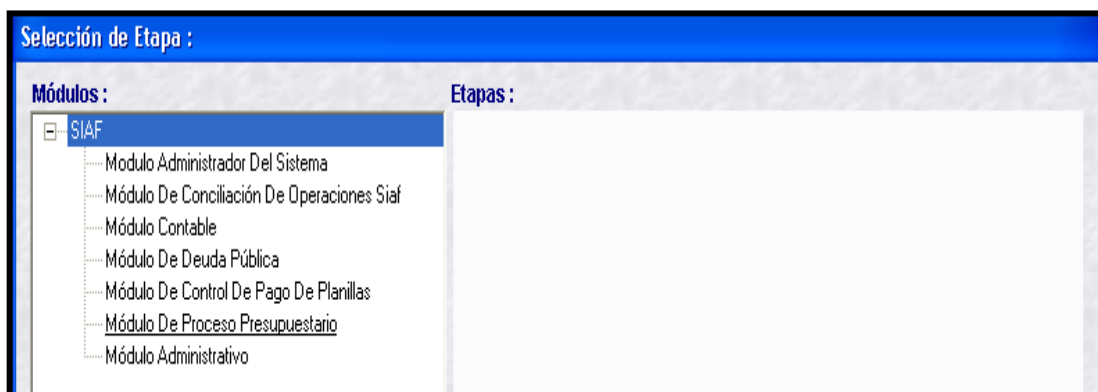 Selección de Etapa :
Módulos :
Etapas :
SIAF
Modulo Administrador Del Sistema
Módulo De Conciliación De Operaciones Siaf
Módulo Contable
Módulo De Deuda Pública
Módulo De Control De Pago De Planillas
Módulo De Proceso Presupuestario
Módulo Administrativo